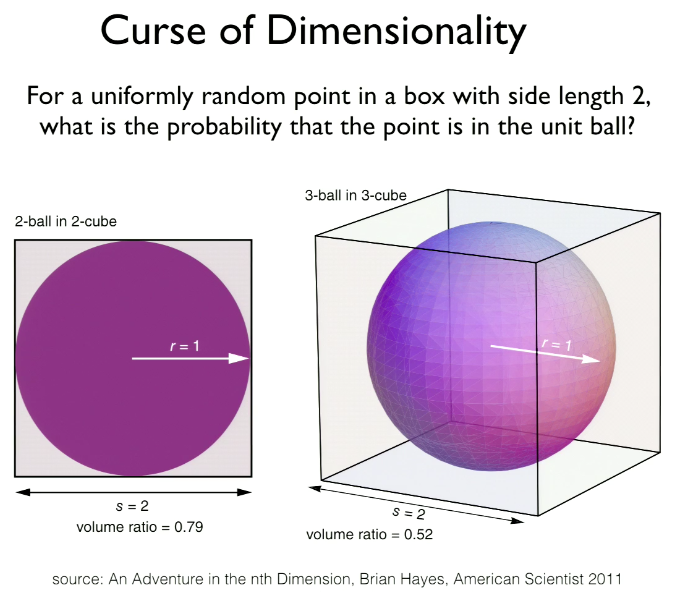 Curse of Dimensionality
For a uniformly random point in a box with side length 2,
what is the probability that the point is in the unit ball?
2-ball in 2-cube
r = 1
s = 2
volume ratio = 0.79
3-ball in 3-cube
r = 1
s = 2
volume ratio = 0.52
source: An Adventure in the nth Dimension, Brian Hayes, American Scientist 2011